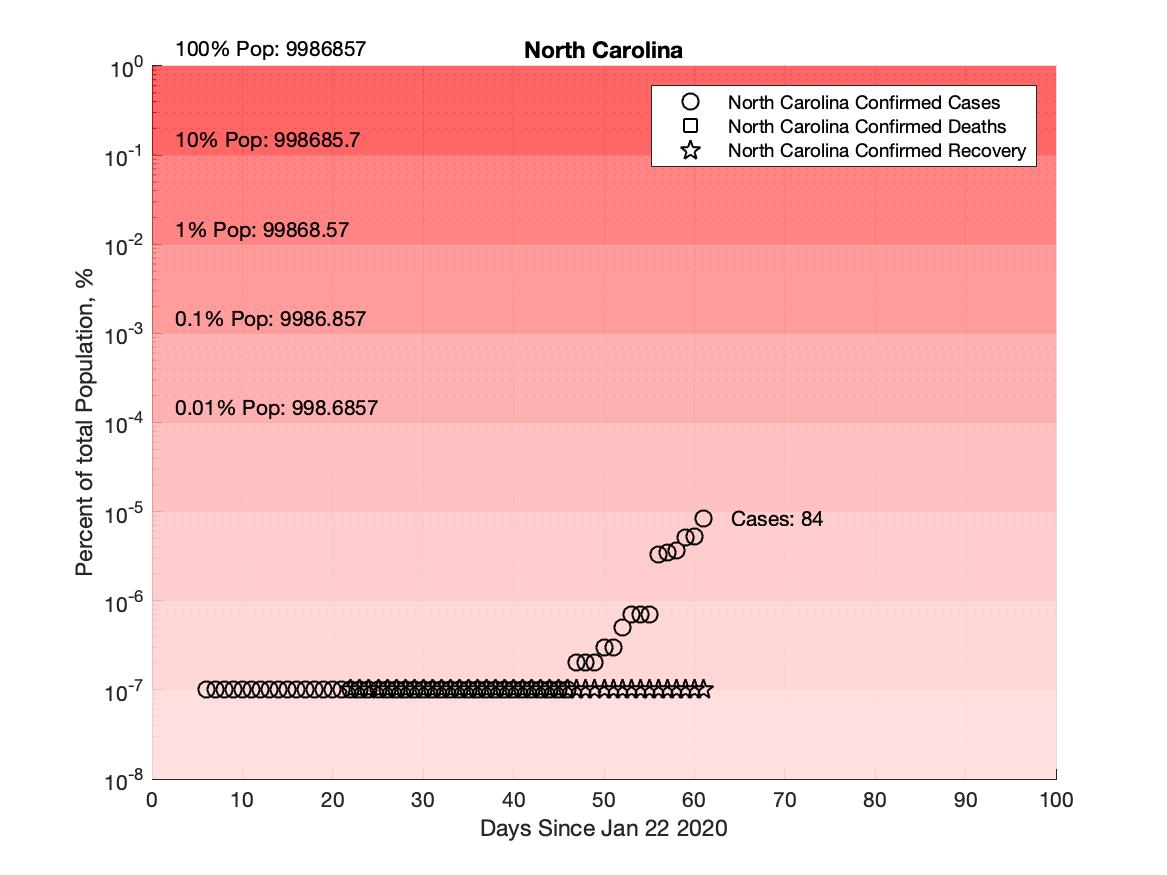 100% Pop: 9986857
North Carolina
10^0
North Carolina Confirmed Cases
North Carolina Confirmed Deaths
North Carolina Confirmed Recovery
10% Pop: 998685.7
10^-1
1% Pop: 99868.57
10^-2
0.1% Pop: 9986.857
10^-3
0.01% Pop: 998.6857
10^-4
10^-5
Cases: 84
10^-6
10^-7
10^-8
Percent of total Population, %
0 10 20 30 40 50 60 70 80 90 100
Days Since Jan 22 2020